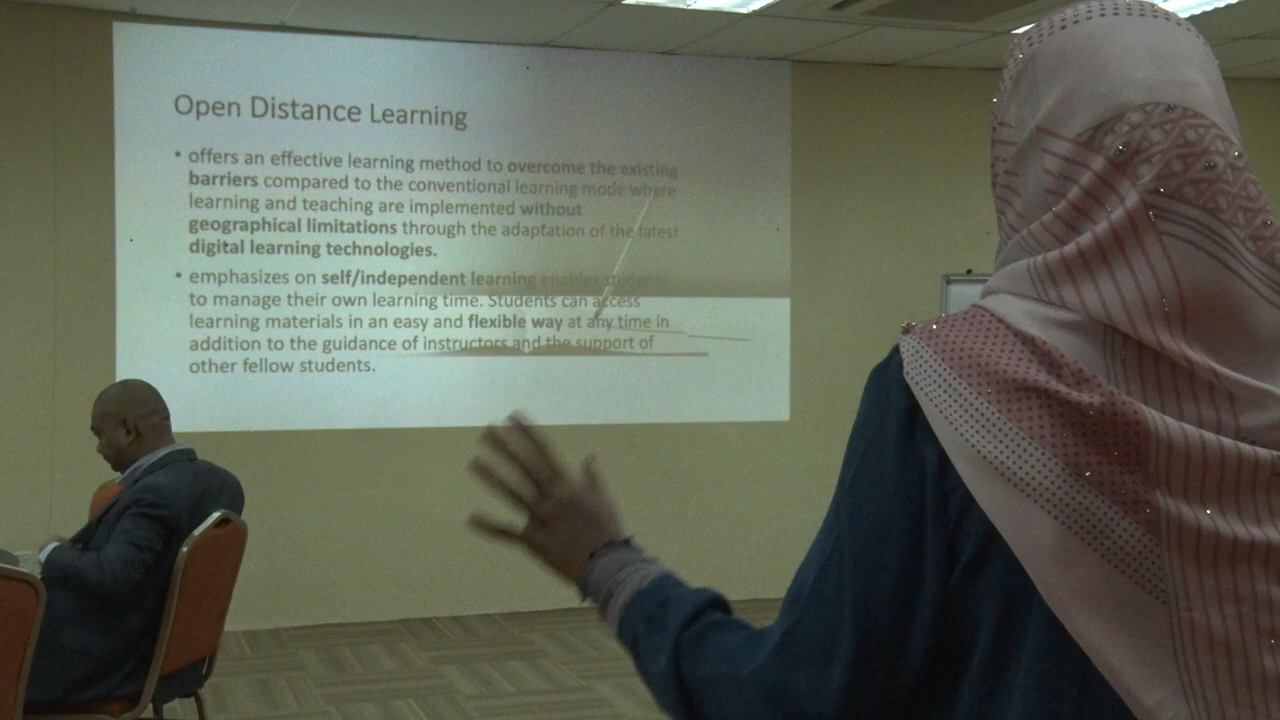 Open Distance Learning
• offers an effective learning method to overcome the existing
barriers compared to the conventional learning mode where
learning and teaching are implemented without
geographical limitations through the adaptation of the latest
digital learning technologies.
• emphasizes on self/independent learning enables students
to manage their own learning time. Students can access
learning materials in an easy and flexible way at any time in
addition to the guidance of instructors and the support of
other fellow students.